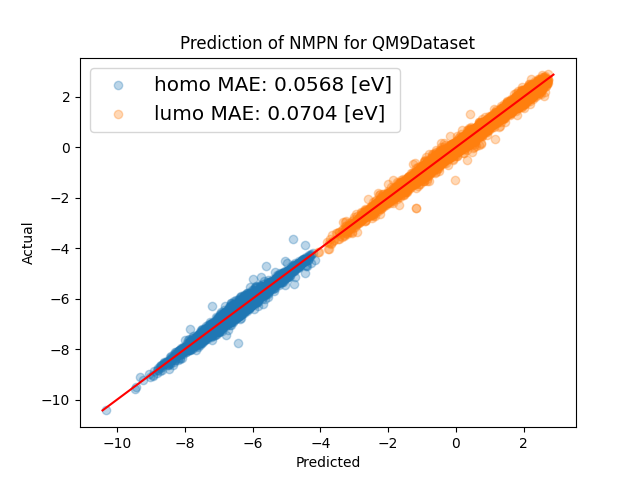 Prediction of NMPN for QM9Dataset
homo MAE: 0.0568 [eV]
lumo MAE: 0.0704 [eV]
Actual
2
0
−2
−4
−6
−8
−10
−10 −8 −6 −4 −2 0 2
Predicted